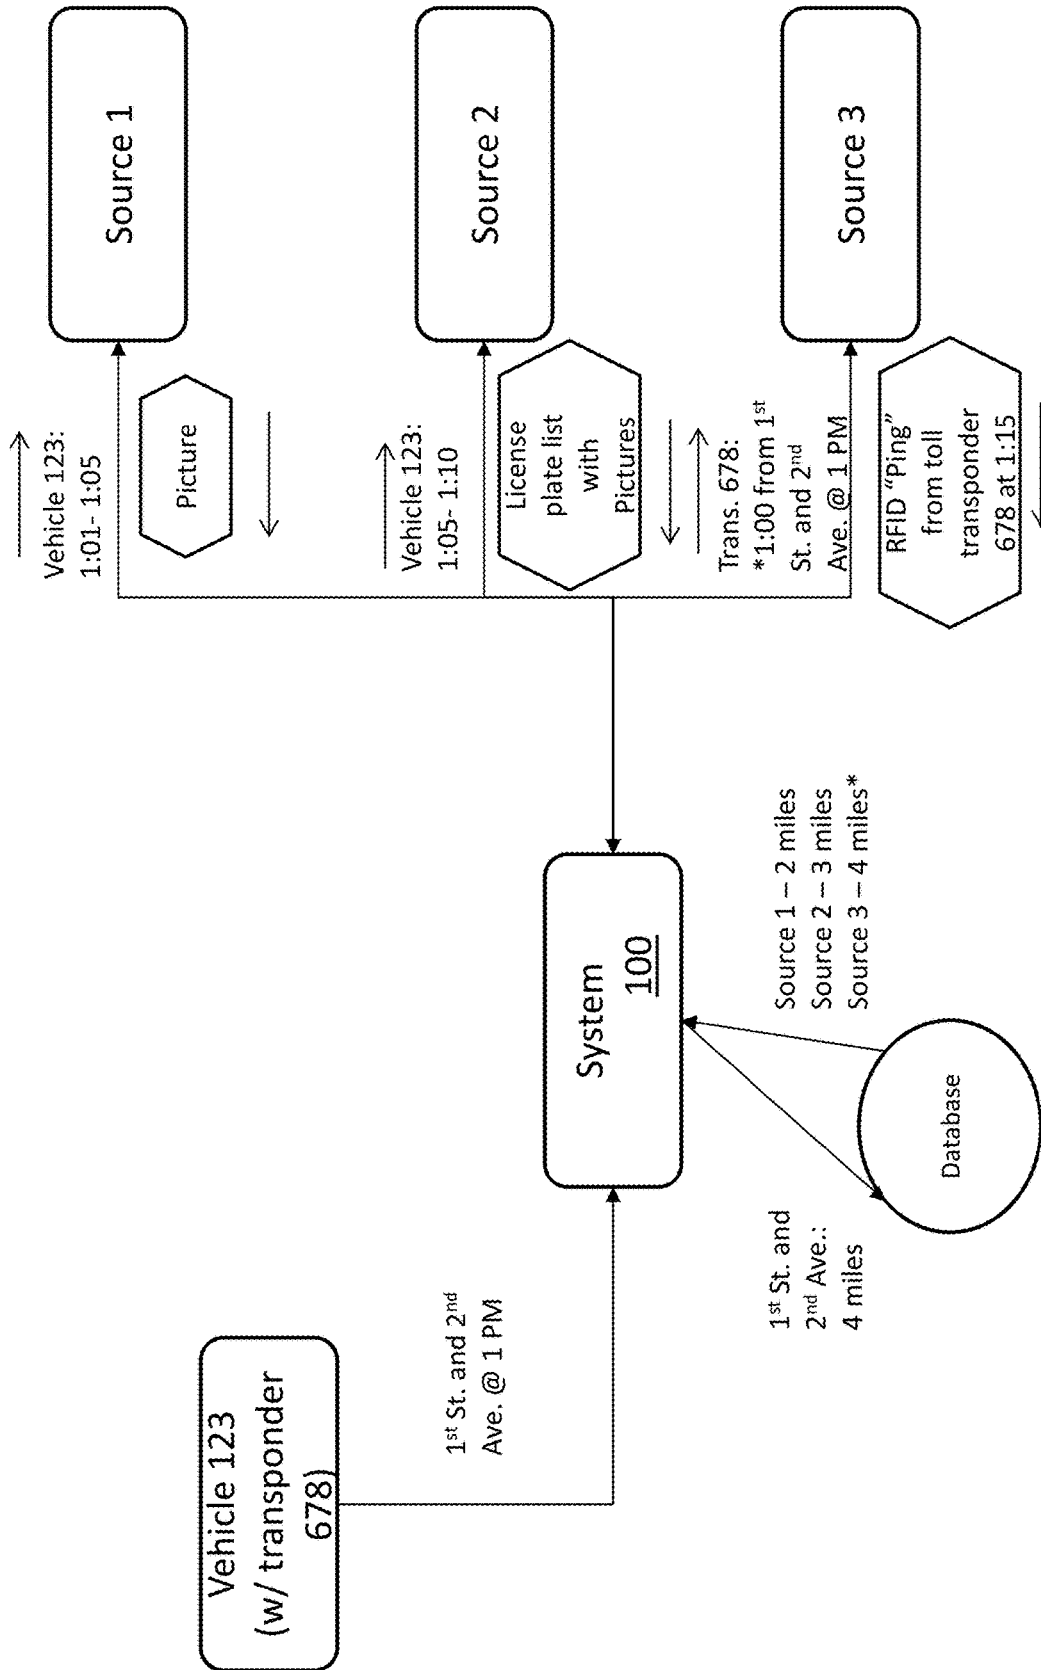 Vehicle 123
(w/ transponder
678)
1st St. and 2nd
Ave. @ 1 PM
System
100
1st St. and
2nd Ave.:
4 miles
Database
Source 1 – 2 miles
Source 2 – 3 miles
Source 3 – 4 miles*
Vehicle 123:
1:01- 1:05
Picture
Source 1
Vehicle 123:
1:05- 1:10
License
plate list
with
Pictures
Source 2
Trans. 678:
*1:00 from 1st
St. and 2nd
Ave. @ 1 PM
RFID “Ping”
from toll
transponder
678 at 1:15
Source 3